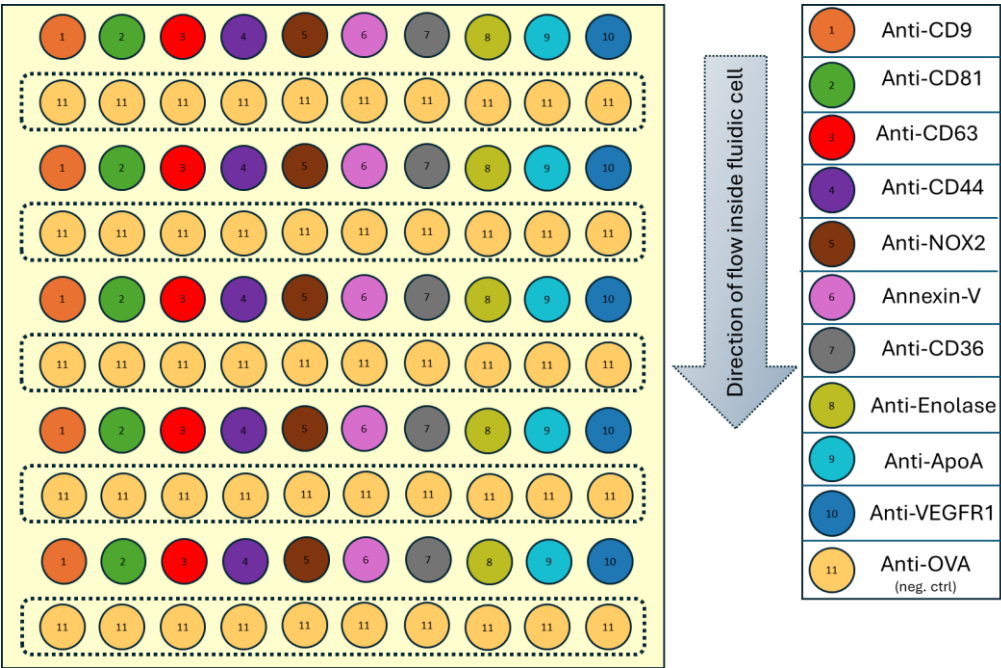 1 2 3 4 5 6 7 8 9 10
11 11 11 11 11 11 11 11 11 11
1 2 3 4 5 6 7 8 9 10
11 11 11 11 11 11 11 11 11 11
1 2 3 4 5 6 7 8 9 10
11 11 11 11 11 11 11 11 11 11
1 2 3 4 5 6 7 8 9 10
11 11 11 11 11 11 11 11 11 11
1 2 3 4 5 6 7 8 9 10
11 11 11 11 11 11 11 11 11 11
Direction of flow inside fluidic cell
1 Anti-CD9
2 Anti-CD81
3 Anti-CD63
4 Anti-CD44
5 Anti-NOX2
6 Annexin-V
7 Anti-CD36
8 Anti-Enolase
9 Anti-ApoA
10 Anti-VEGFR1
11 Anti-OVA
(neg. ctrl)